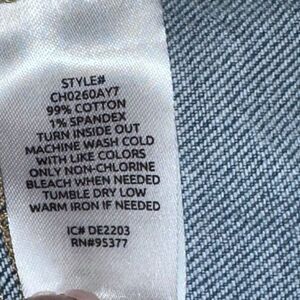 STYLE#
CH0260AY7
99% COTTON
1% SPANDEX
TURN INSIDE OUT
MACHINE WASH COLD
WITH LIKE COLORS
ONLY NON-CHLORINE
BLEACH WHEN NEEDED
TUMBLE DRY LOW
WARM IRON IF NEEDED
IC# DE2203
RN#95377